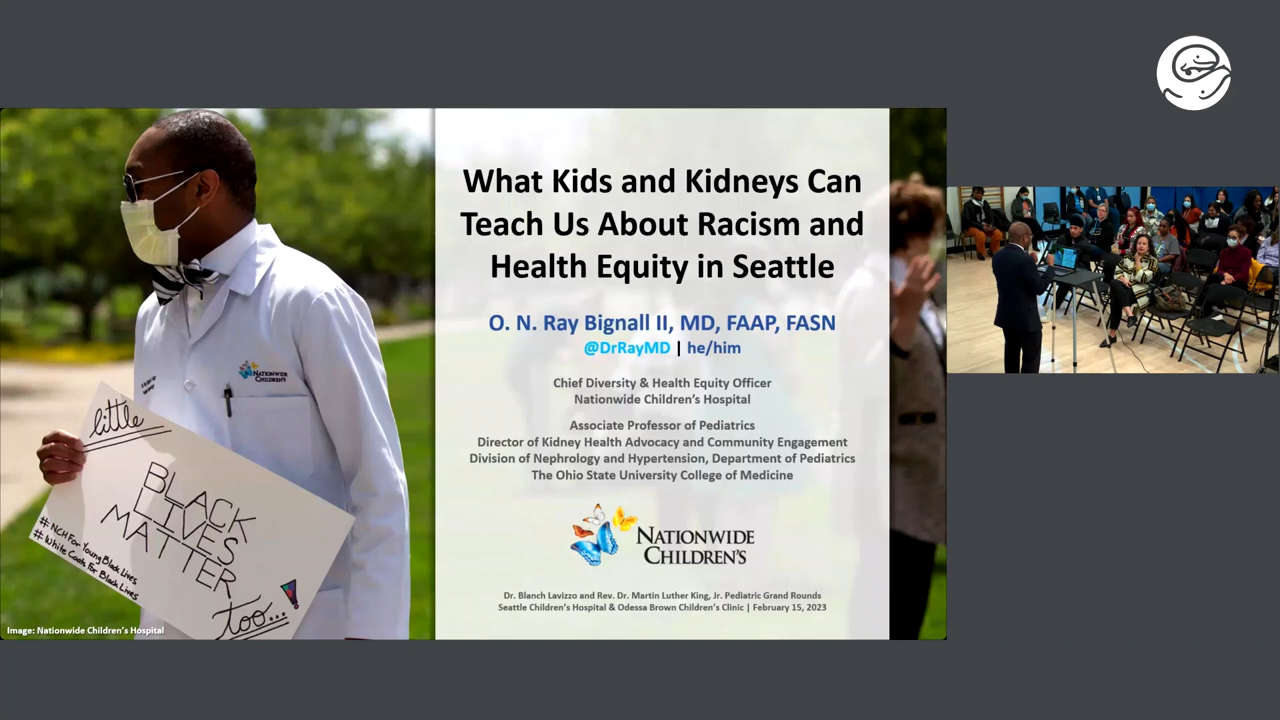 What Kids and Kidneys Can
Teach Us About Racism and
Health Equity in Seattle
O. N. Ray Bignall II, MD, FAAP, FASN
@DrRayMD | he/him
Chief Diversity & Health Equity Officer
Nationwide Children's Hospital
Associate Professor of Pediatrics
Director of Kidney Health Advocacy and Community Engagement
Division of Nephrology and Hypertension, Department of Pediatrics
The Ohio State University College of Medicine
NATIONWIDE
CHILDREN'S
Dr. Blanch Lavizzo and Rev. Dr. Martin Luther King, Jr. Pediatric Grand Rounds
Seattle Children's Hospital & Odessa Brown Children's Clinic | February 15, 2023
NATIONWIDE
CHILDREN'S
little
BLACK
LIVES
MATTER
too...
# NCH For Young Black Lives
# White Coats For Black Lives
Image: Nationwide Children's Hospital